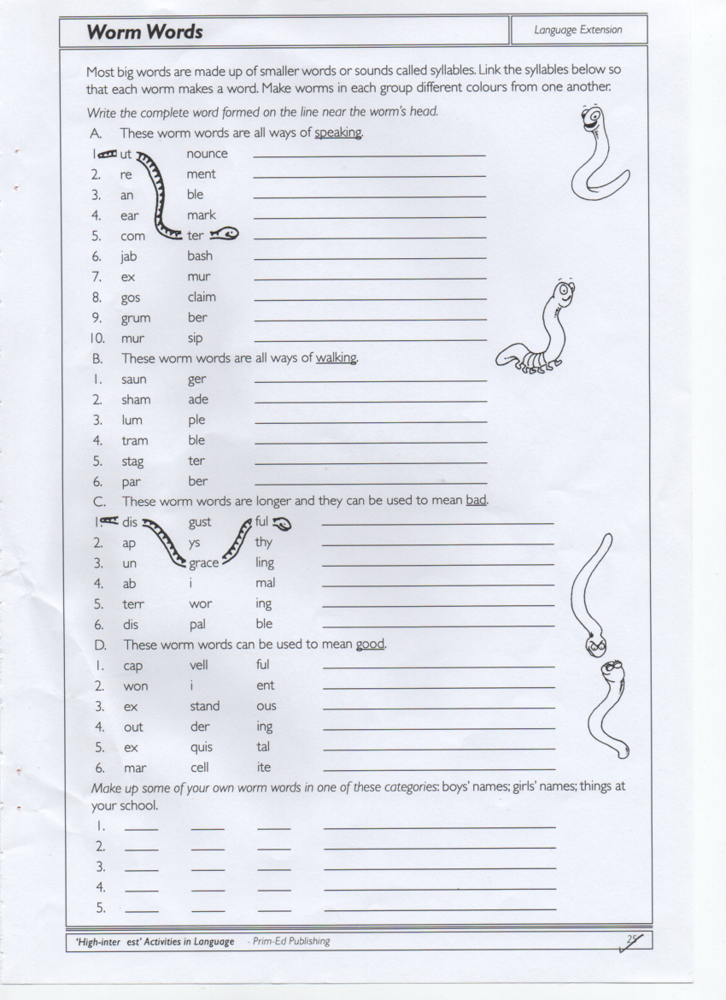 Worm Words
Language Extension
Most big words are made up of smaller words or sounds called syllables. Link the syllables below so
that each worm makes a word. Make worms in each group different colours from one another.
Write the complete word formed on the line near the worm's head.
A. These worm words are all ways of speaking.
1. ut nounce
2. re ment
3. an ble
4. ear mark
5. com ter
6. jab bash
7. ex mur
8. gos claim
9. grum ber
10. mur sip
B. These worm words are all ways of walking.
1. saun ger
2. sham ade
3. lum ple
4. tram ble
5. stag ter
6. par ber
C. These worm words are longer and they can be used to mean bad.
1. dis gust ful
2. ap ys thy
3. un grace ling
4. ab i mal
5. terr wor ing
6. dis pal ble
D. These worm words can be used to mean good.
1. cap vell ful
2. won i ent
3. ex stand ous
4. out der ing
5. ex quis tal
6. mar cell ite
Make up some of your own worm words in one of these categories: boys' names; girls' names; things at
your school.
1.
2.
3.
4.
5.
'High-inter est' Activities in Language - Prim-Ed Publishing
25